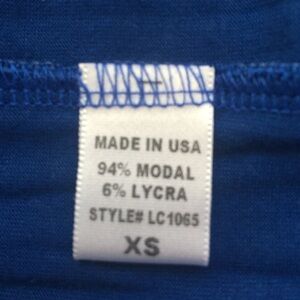 MADE IN USA
94% MODAL
6% LYCRA
STYLE# LC1065
XS